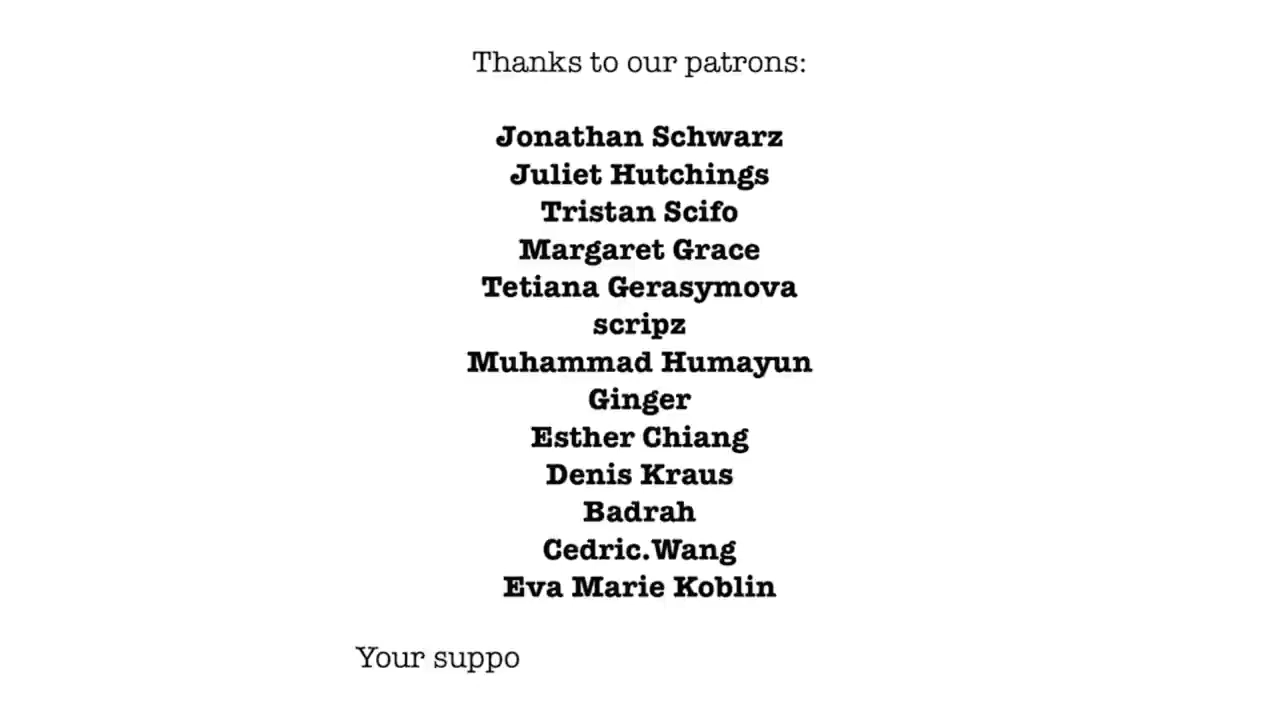 Thanks to our patrons:
Jonathan Schwarz
Juliet Hutchings
Tristan Scifo
Margaret Grace
Tetiana Gerasymova
scripz
Muhammad Humayun
Ginger
Esther Chiang
Denis Kraus
Badrah
Cedric.Wang
Eva Marie Koblin
Your suppo